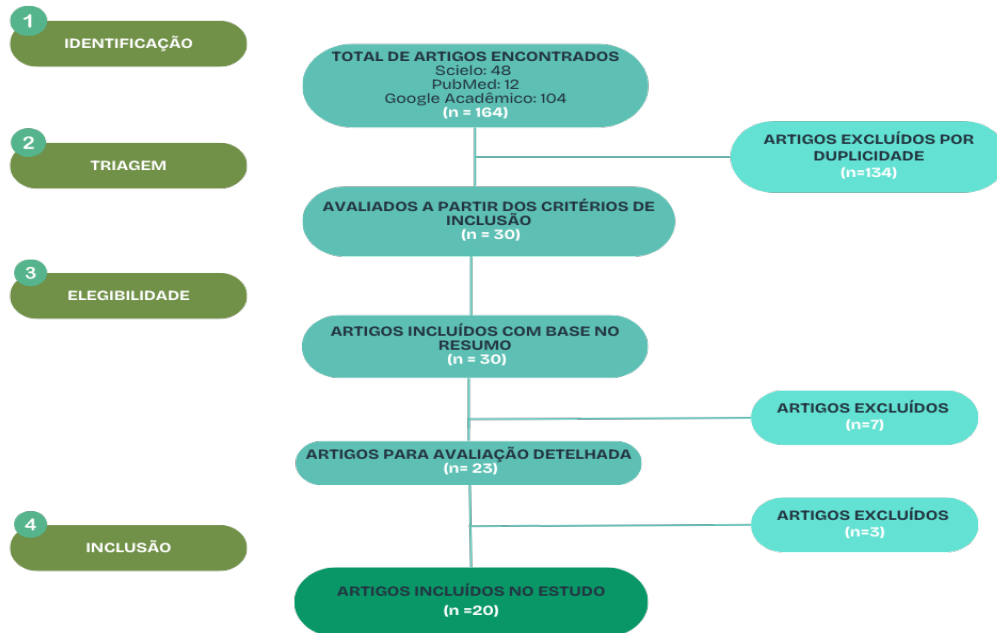 1
IDENTIFICAÇÃO
TOTAL DE ARTIGOS ENCONTRADOS
Scielo: 48
PubMed: 12
Google Acadêmico: 104
(n = 164)
2
TRIAGEM
ARTIGOS EXCLUÍDOS POR
DUPLICIDADE
(n=134)
AVALIADOS A PARTIR DOS CRITÉRIOS DE
INCLUSÃO
(n = 30)
3
ELEGIBILIDADE
ARTIGOS INCLUÍDOS COM BASE NO
RESUMO
(n = 30)
ARTIGOS EXCLUÍDOS
(n=7)
ARTIGOS PARA AVALIAÇÃO DETELHADA
(n= 23)
4
INCLUSÃO
ARTIGOS EXCLUÍDOS
(n=3)
ARTIGOS INCLUÍDOS NO ESTUDO
(n =20)